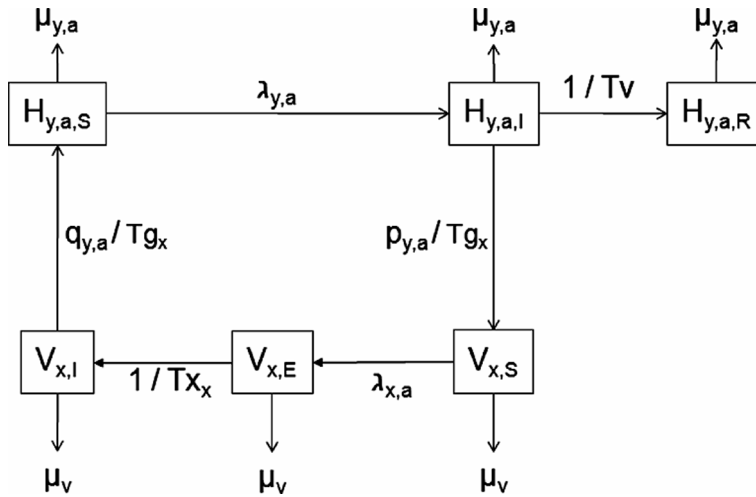 μy,a μy,a μy,a
Hy,a,S λy,a Hy,a,I 1 / Tv Hy,a,R
qy,a / Tgx py,a / Tgx
Vx,I 1 / Txx Vx,E λx,a Vx,S
μv μv μv